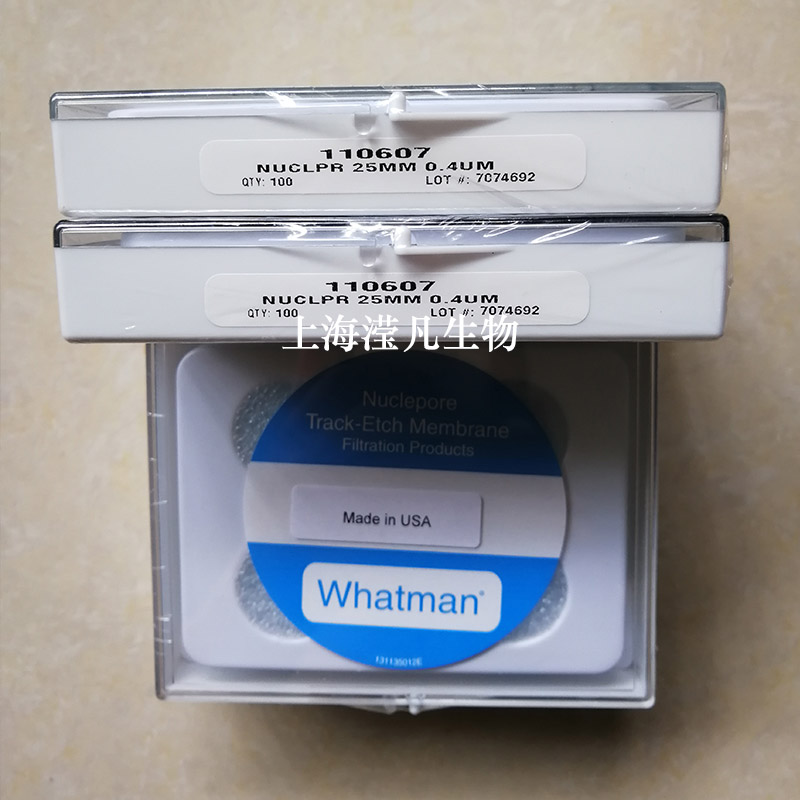 110607
NUCLPR 25MM 0.4UM
QTY: 100 LOT #: 7074692
110607
NUCLPR 25MM 0.4UM
QTY: 100 LOT #: 7074692
上海滢凡生物
Nuclepore
Track-Etch Membrane
Filtration Products
Made in USA
Whatman®
131135012E